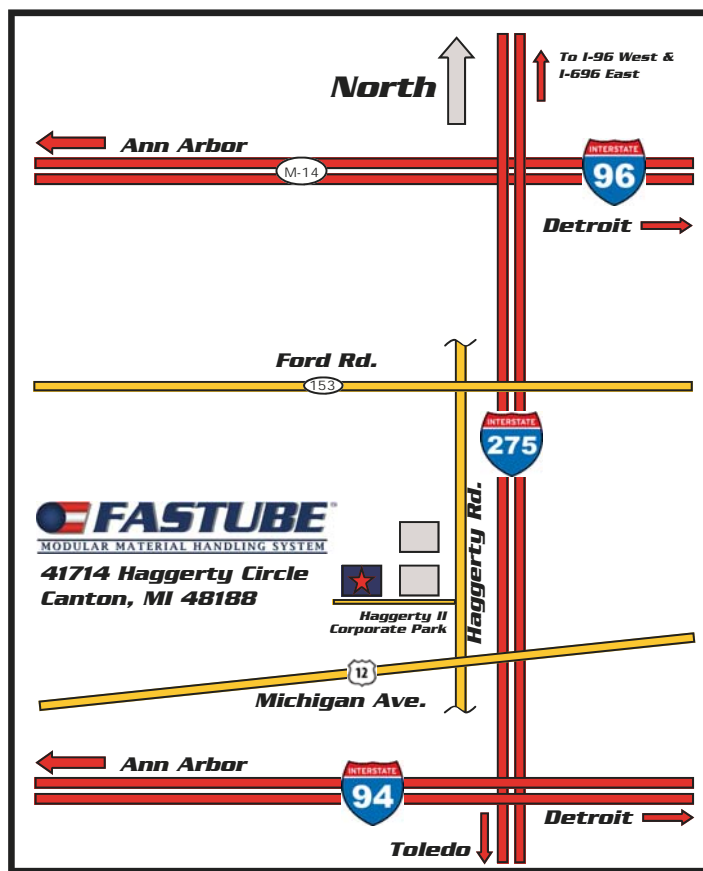 To I-96 West &
I-696 East
North
Ann Arbor
M-14
INTERSTATE
96
Detroit
Ford Rd.
153
INTERSTATE
275
FASTUBE™
MODULAR MATERIAL HANDLING SYSTEM
41714 Haggerty Circle
Canton, MI 48188
Haggerty Rd.
Haggerty II
Corporate Park
12
Michigan Ave.
Ann Arbor
INTERSTATE
94
Detroit
Toledo